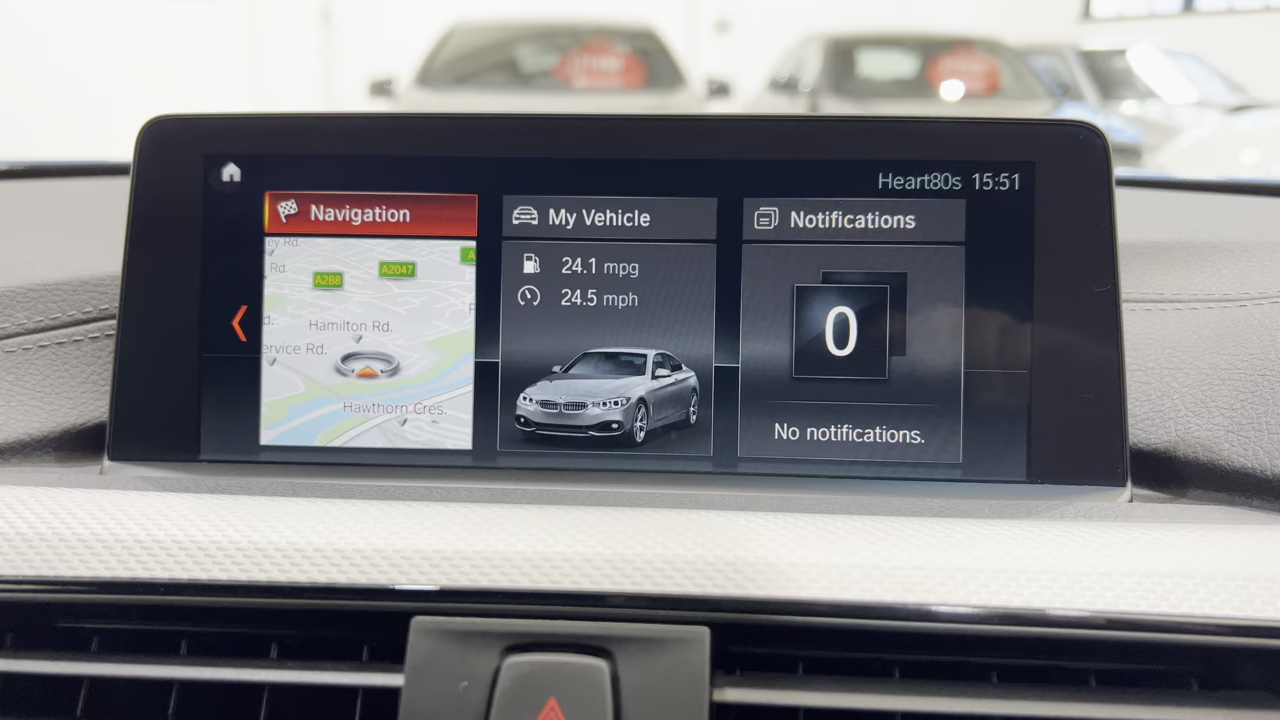 Heart80s 15:51
Navigation
My Vehicle
Notifications
ey Rd.
Rd.
A288
A2047
A
d.
Hamilton Rd.
ervice Rd.
Hawthorn Cres.
24.1 mpg
24.5 mph
0
No notifications.